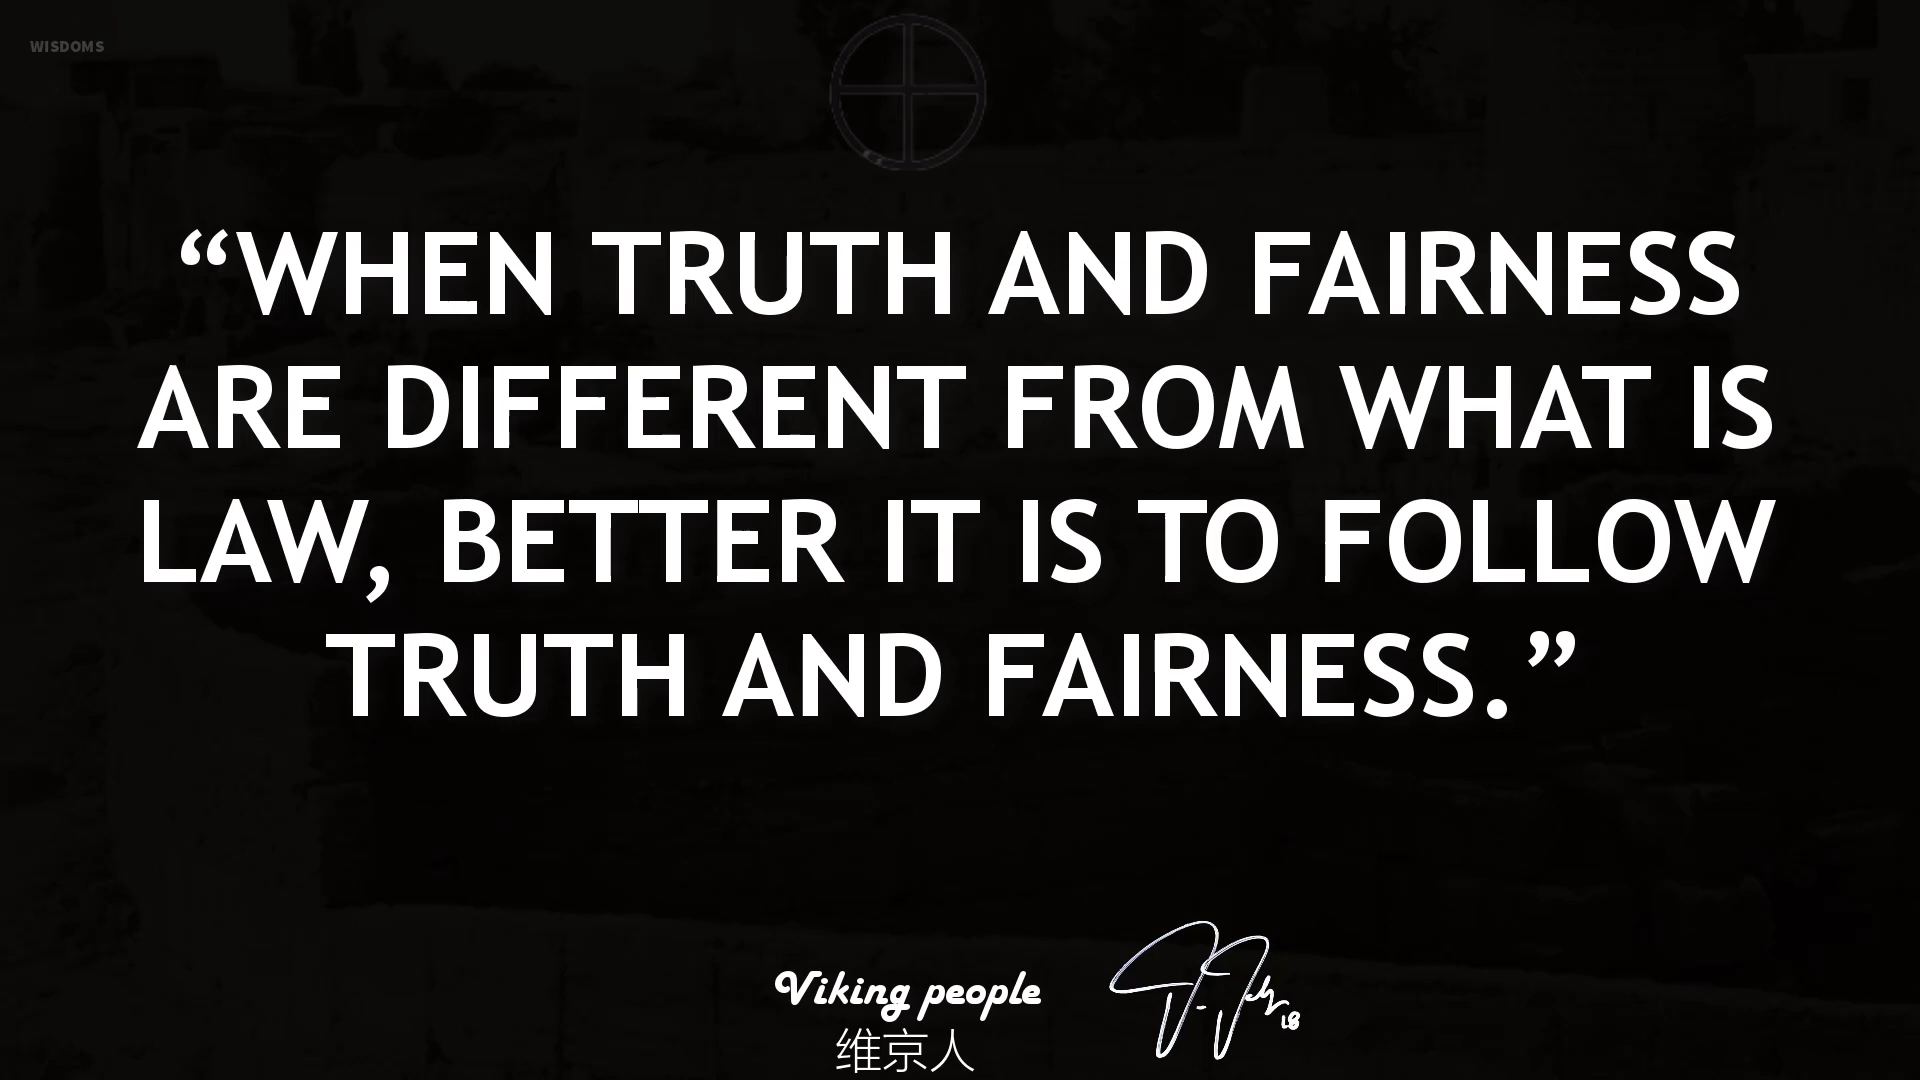 WISDOMS
“WHEN TRUTH AND FAIRNESS
ARE DIFFERENT FROM WHAT IS
LAW, BETTER IT IS TO FOLLOW
TRUTH AND FAIRNESS.”
Viking people
维京人